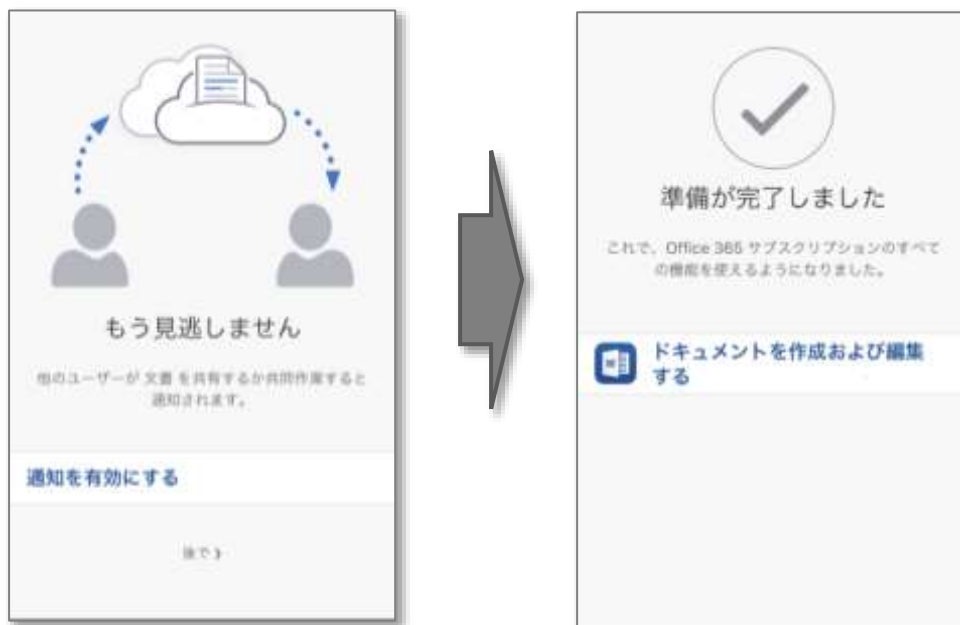 もう見逃しません
他のユーザーが 文書 を共有するか共同作業すると
通知されます。
通知を有効にする
後で 》
準備が完了しました
これで、Office 365 サブスクリプションのすべて
の機能を使えるようになりました。
ドキュメントを作成および編集
する